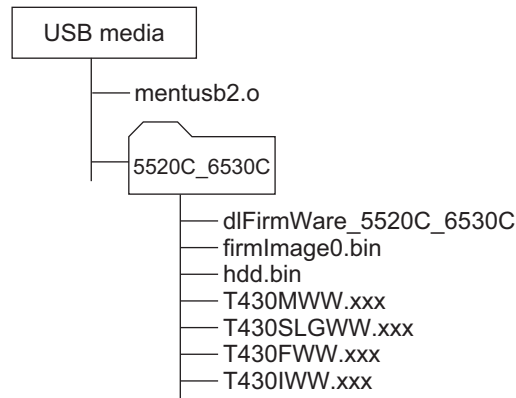 USB media
mentusb2.o
5520C_6530C
dlFirmWare_5520C_6530C
firmImage0.bin
hdd.bin
T430MWW.xxx
T430SLGWW.xxx
T430FWW.xxx
T430IWW.xxx